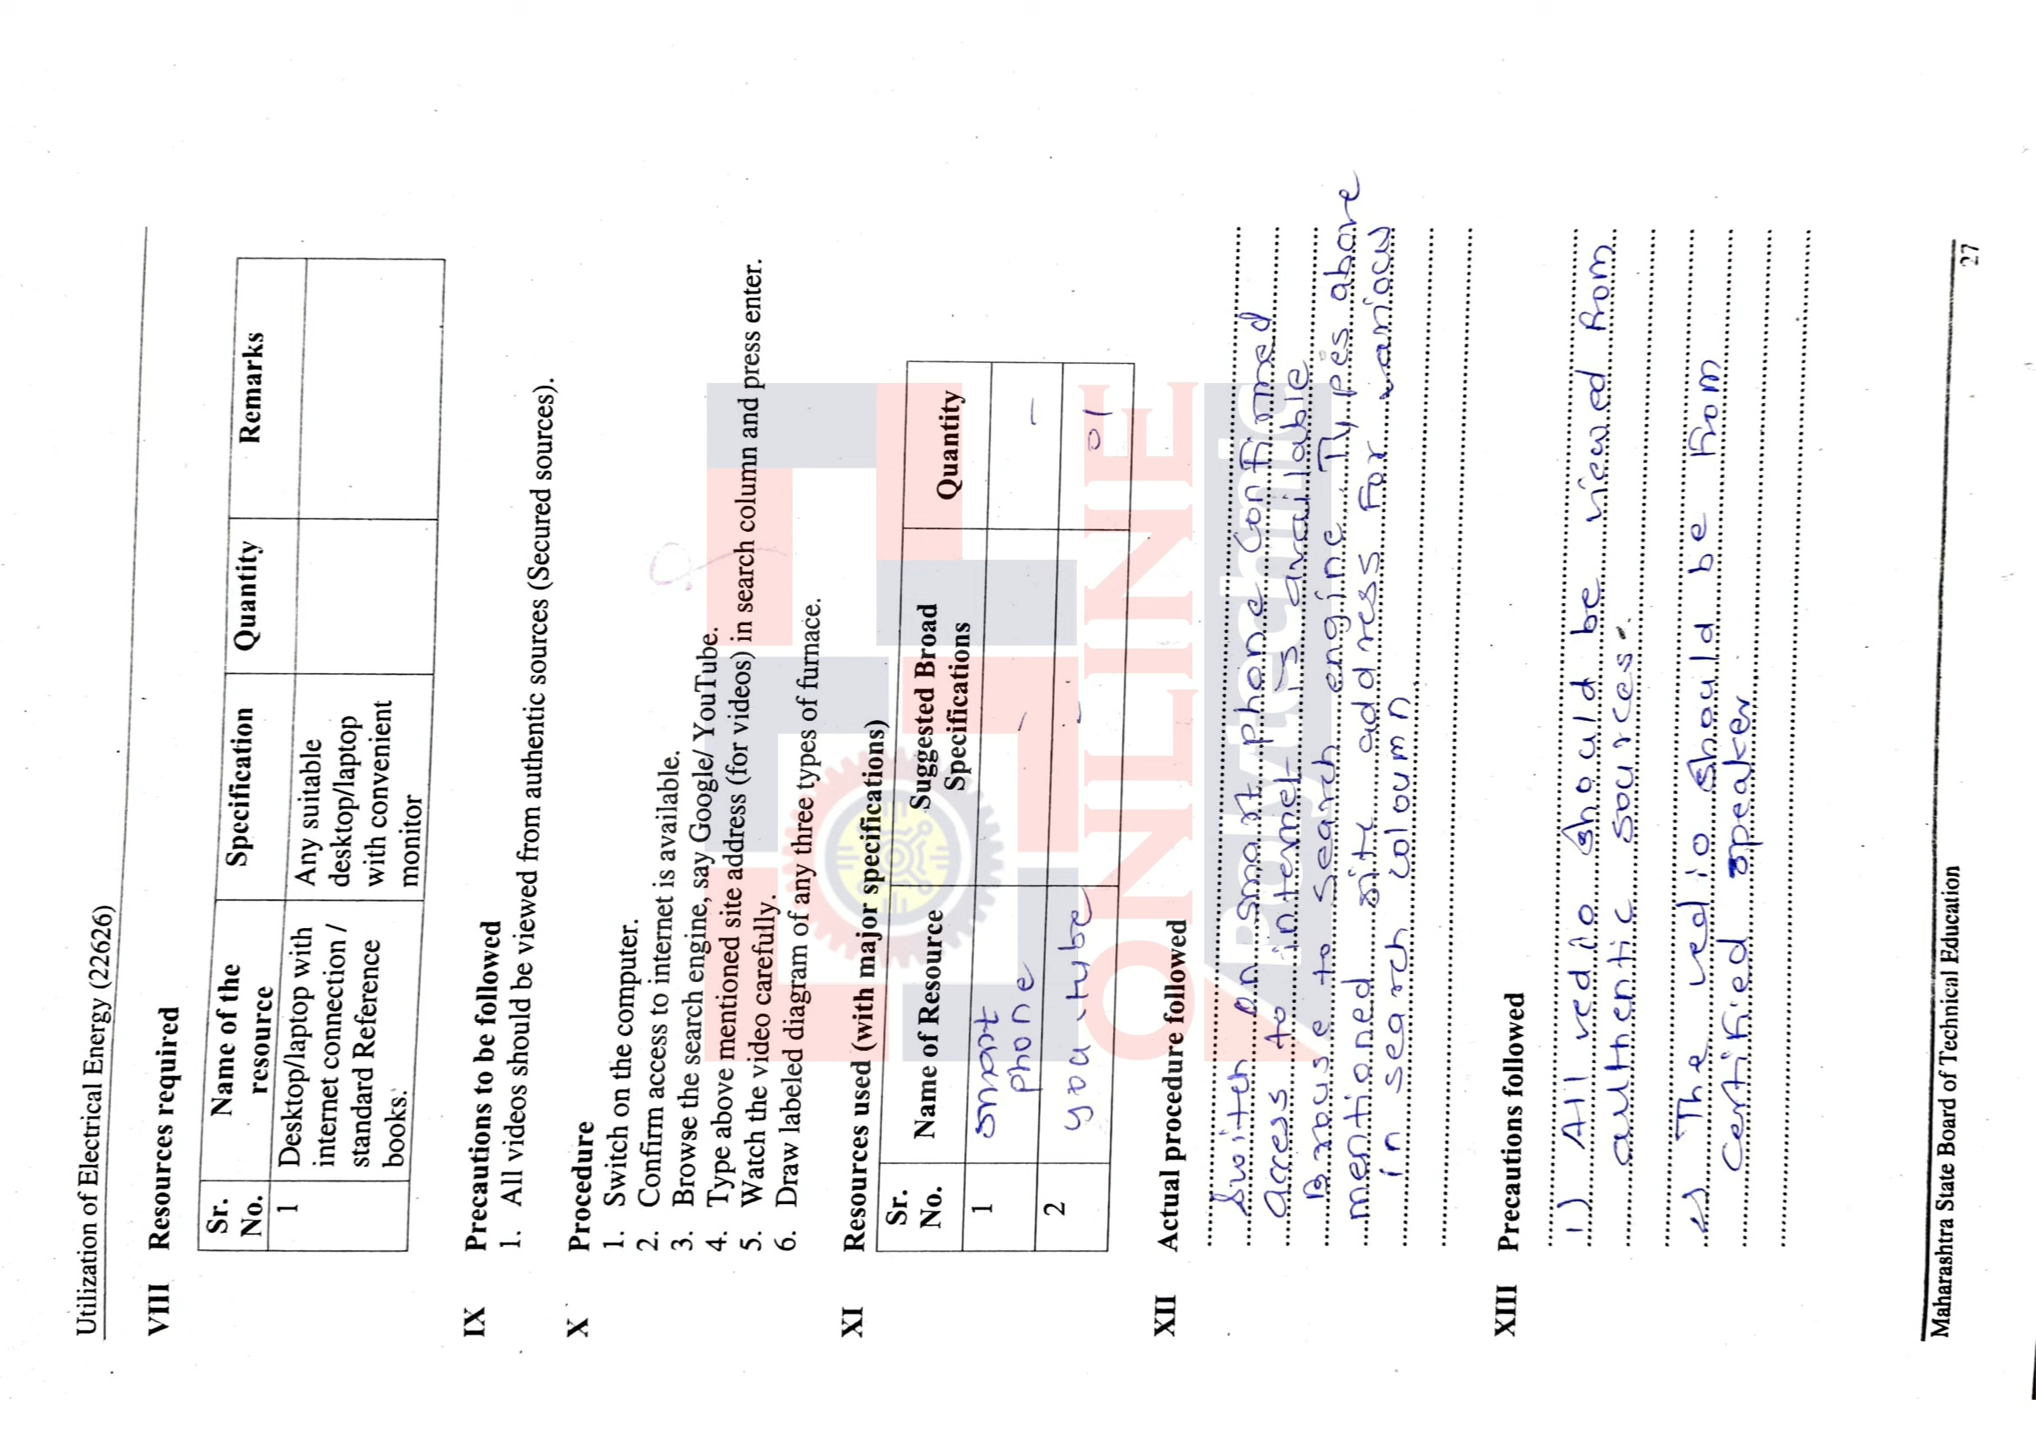 Utilization of Electrical Energy (22626)
VIII Resources required
Sr. No. Name of the resource Specification Quantity Remarks
1 Desktop/laptop with internet connection / standard Reference books. Any suitable desktop/laptop with convenient monitor
IX Precautions to be followed
1. All videos should be viewed from authentic sources (Secured sources).
X Procedure
1. Switch on the computer.
2. Confirm access to internet is available.
3. Browse the search engine, say Google/ YouTube.
4. Type above mentioned site address (for videos) in search column and press enter.
5. Watch the video carefully.
6. Draw labeled diagram of any three types of furnace.
XI Resources used (with major specifications)
Sr. No. Name of Resource Suggested Broad Specifications Quantity
1 smart phone - -
2 you tube - 01
XII Actual procedure followed
Switch on smart phone Confirmed
access to internet is available
Brouse to search engine Types above
mentioned site address For various
in search coloumn
XIII Precautions followed
1) All vedio should be viewed from
authentic sources.
The vedio should be from
Certified speaker
Maharashtra State Board of Technical Education
27
ONLINE
Polytechnic